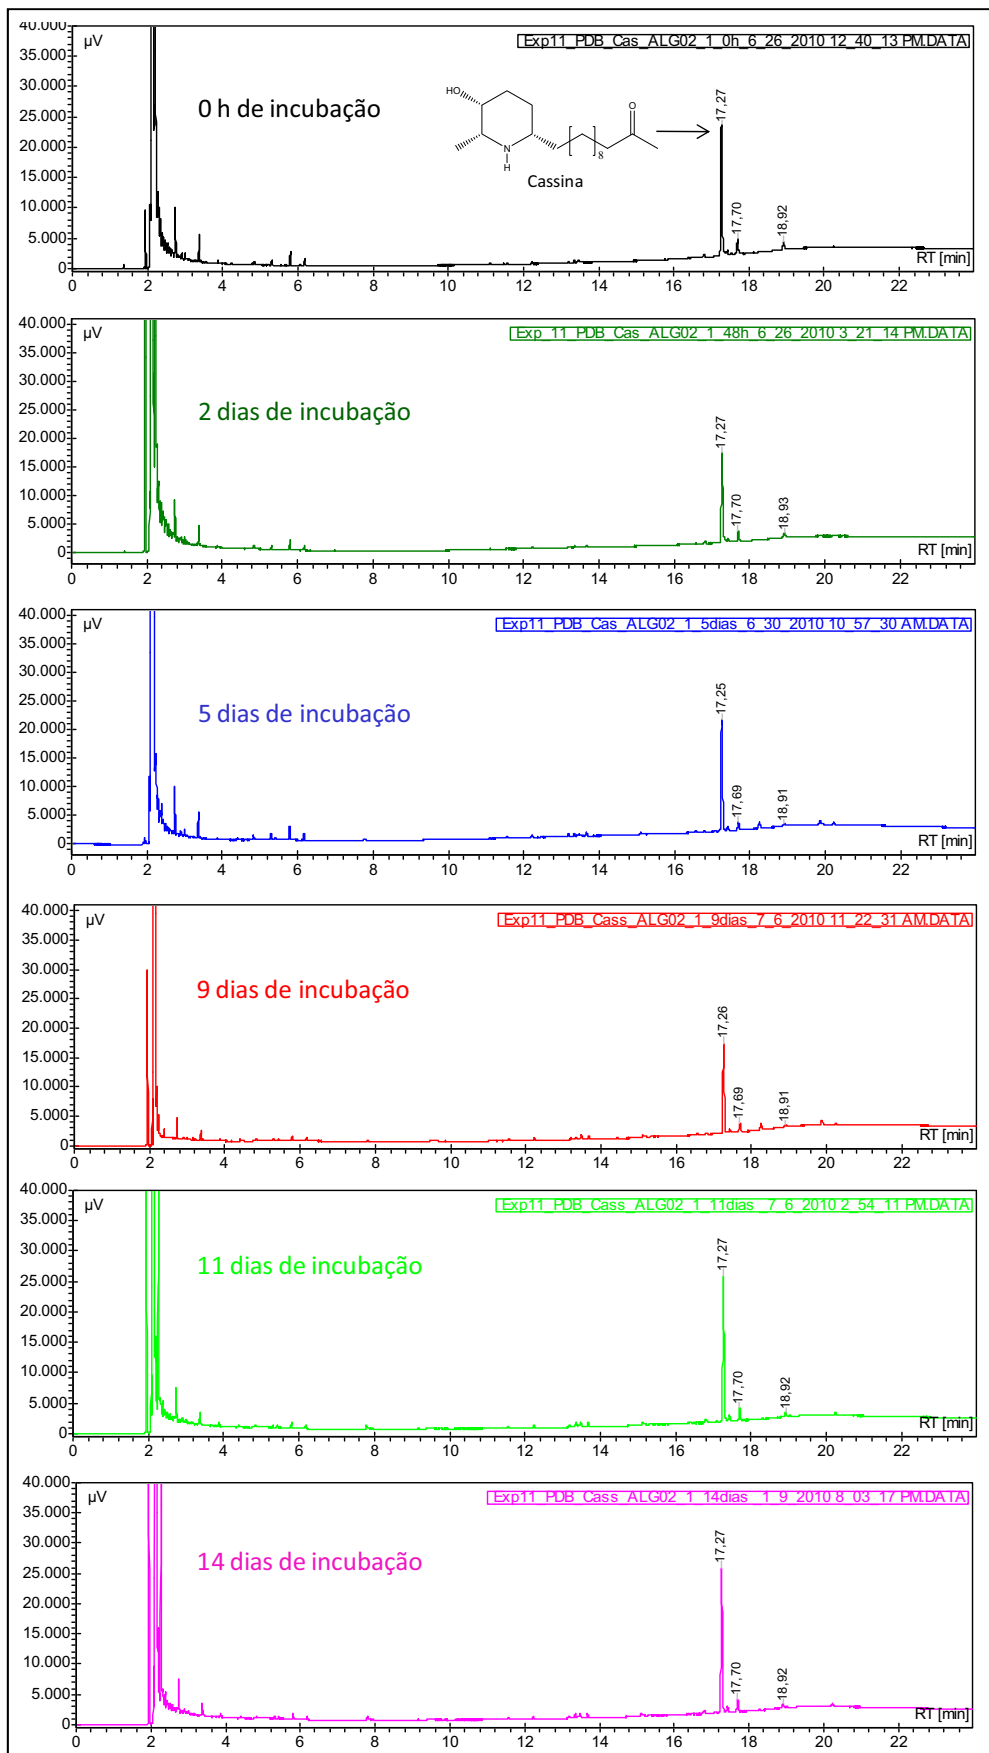 40.000
µV
Exp11_PDB_Cas_ALG02_1_0h_6_26_2010 12_40_13 PM.DATA
35.000
30.000
25.000
20.000
15.000
10.000
5.000
0
0 h de incubação
HO
O
N
H
8
Cassina
17,27
17,70
18,92
RT [min]
0 2 4 6 8 10 12 14 16 18 20 22
40.000
µV
Exp_11_PDB_Cas_ALG02_1_48h_6_26_2010 3_21_14 PM.DATA
35.000
30.000
25.000
20.000
15.000
10.000
5.000
0
2 dias de incubação
17,27
17,70
18,93
RT [min]
0 2 4 6 8 10 12 14 16 18 20 22
40.000
µV
Exp11_PDB_Cas_ALG02_1_5dias_6_30_2010 10_57_30 AM.DATA
35.000
30.000
25.000
20.000
15.000
10.000
5.000
0
5 dias de incubação
17,25
17,69
18,91
RT [min]
0 2 4 6 8 10 12 14 16 18 20 22
40.000
µV
Exp11_PDB_Cass_ALG02_1_9dias_7_6_2010 11_22_31 AM.DATA
35.000
30.000
25.000
20.000
15.000
10.000
5.000
0
9 dias de incubação
17,26
17,69
18,91
RT [min]
0 2 4 6 8 10 12 14 16 18 20 22
40.000
µV
Exp11_PDB_Cass_ALG02_1_11dias_7_6_2010 2_54_11 PM.DATA
35.000
30.000
25.000
20.000
15.000
10.000
5.000
0
11 dias de incubação
17,27
17,70
18,92
RT [min]
0 2 4 6 8 10 12 14 16 18 20 22
40.000
µV
Exp11_PDB_Cass_ALG02_1_14dias_1_9_2010 8_03_17 PM.DATA
35.000
30.000
25.000
20.000
15.000
10.000
5.000
0
14 dias de incubação
17,27
17,70
18,92
RT [min]
0 2 4 6 8 10 12 14 16 18 20 22